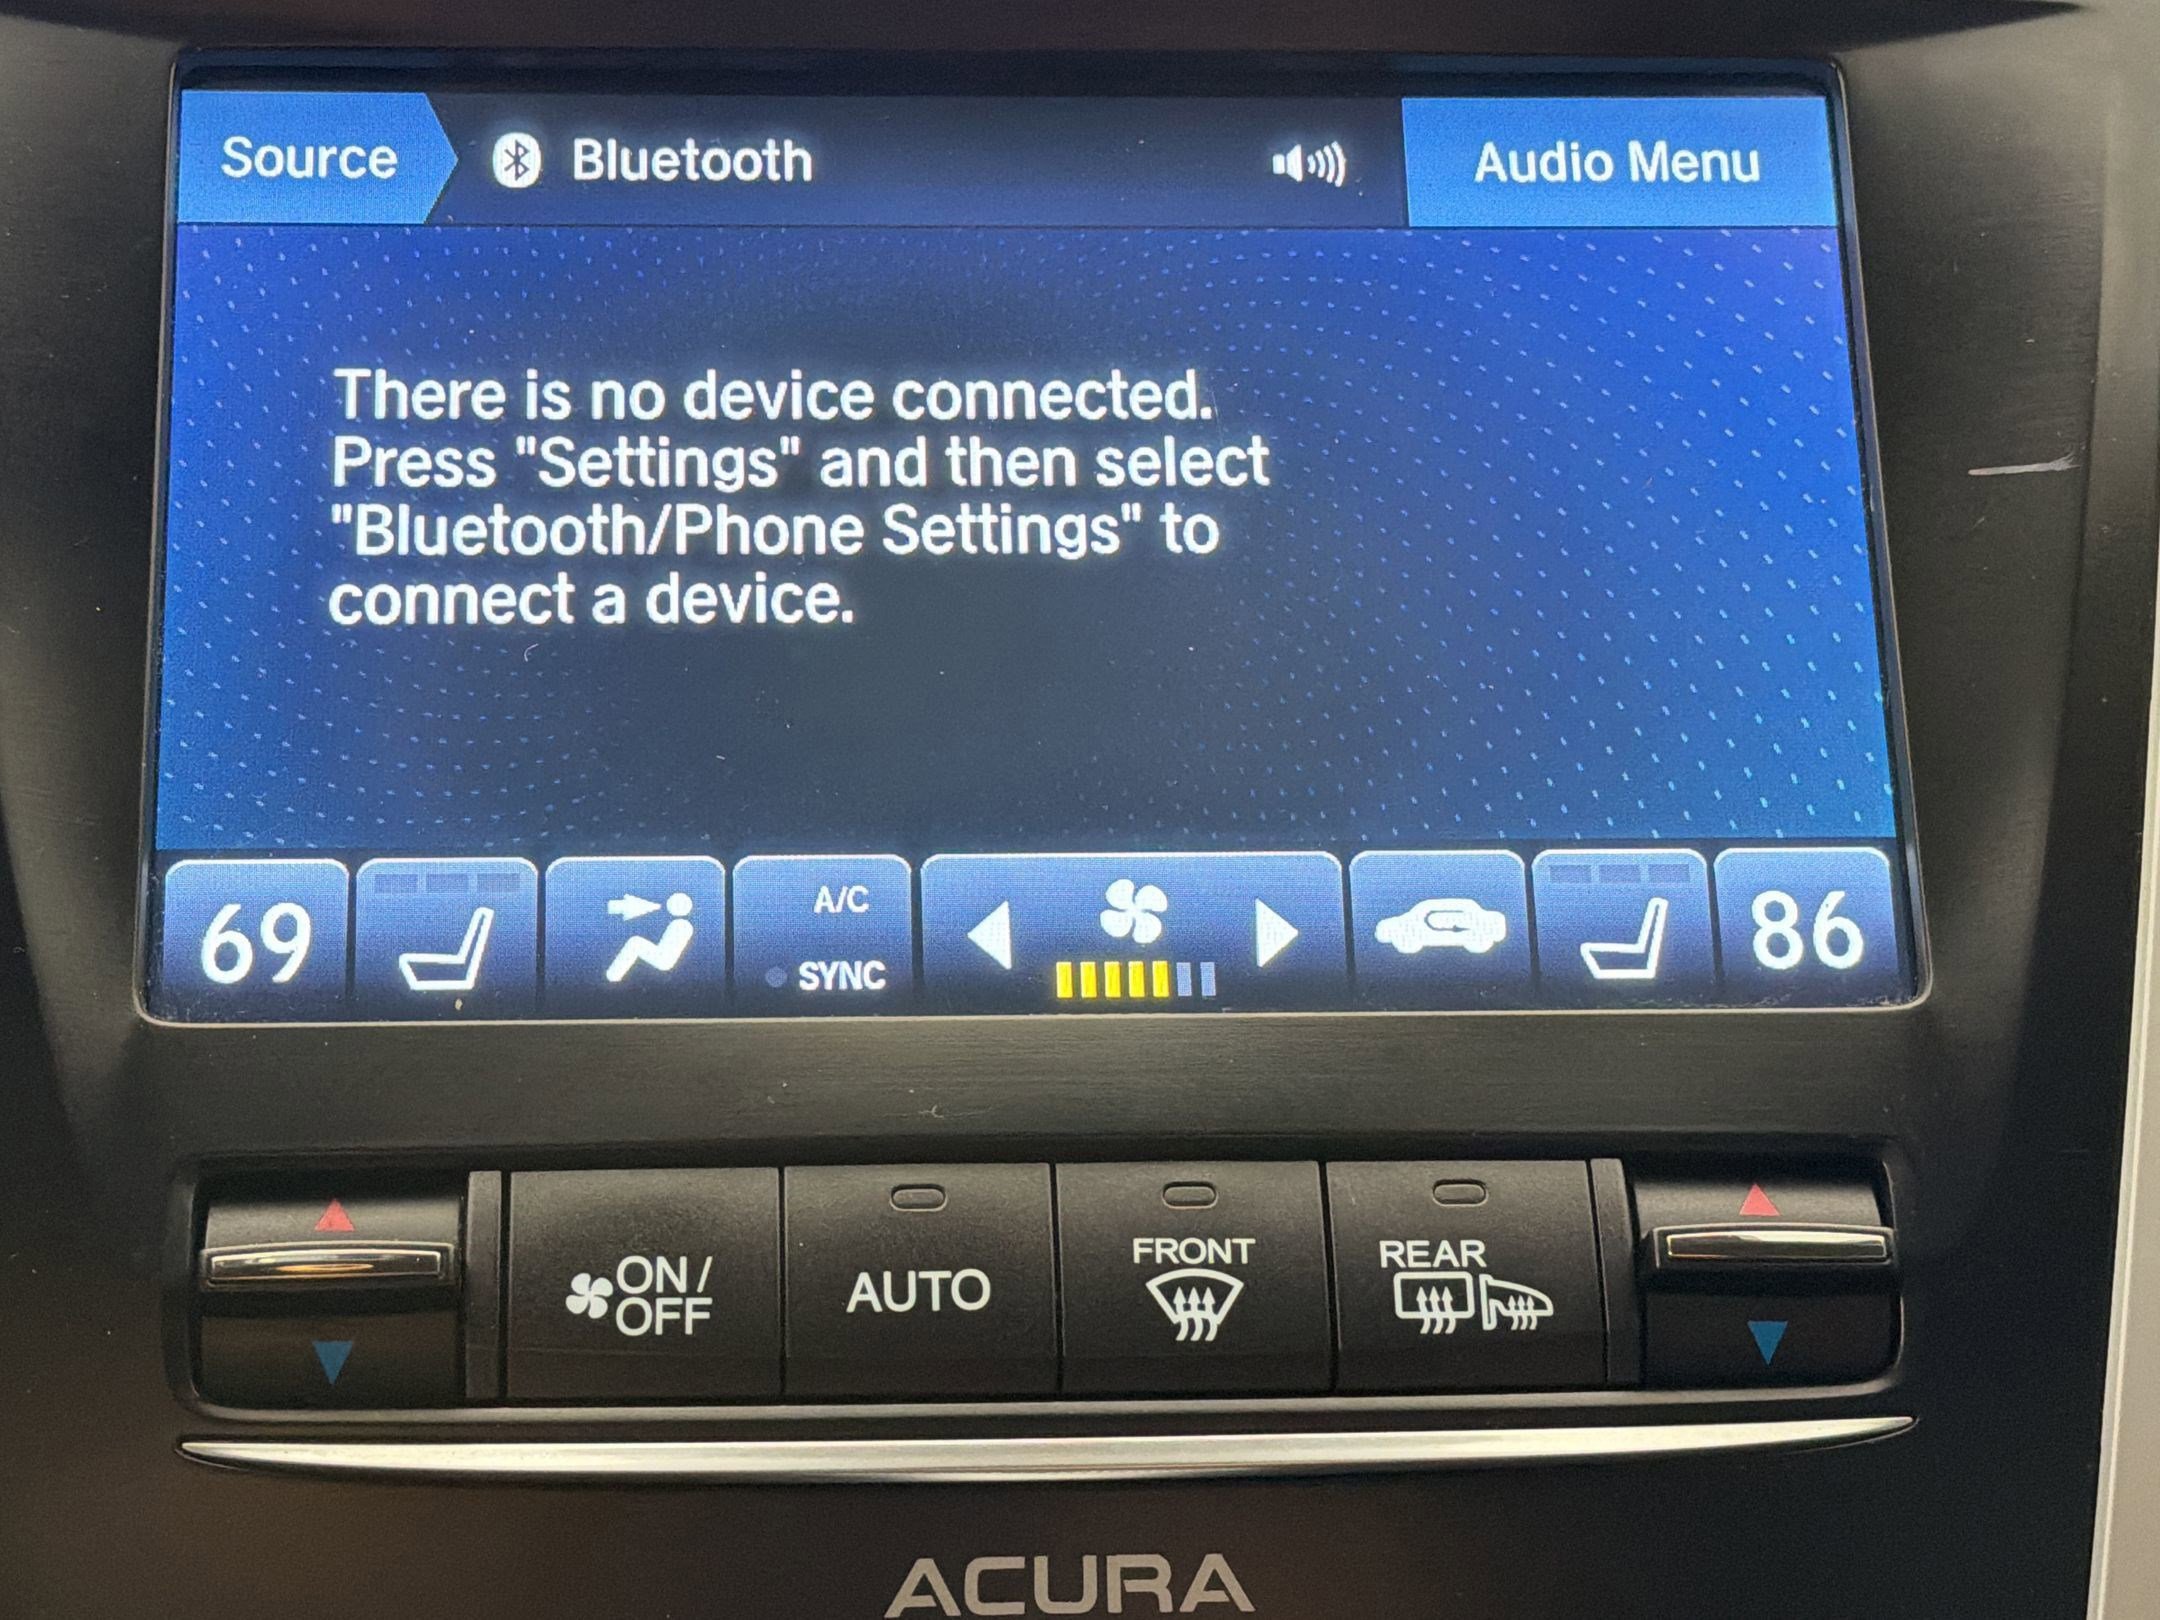 Source Bluetooth Audio Menu
There is no device connected.
Press "Settings" and then select
"Bluetooth/Phone Settings" to
connect a device.
69 A/C 86
SYNC
ON/
OFF
AUTO
FRONT
REAR
ACURA